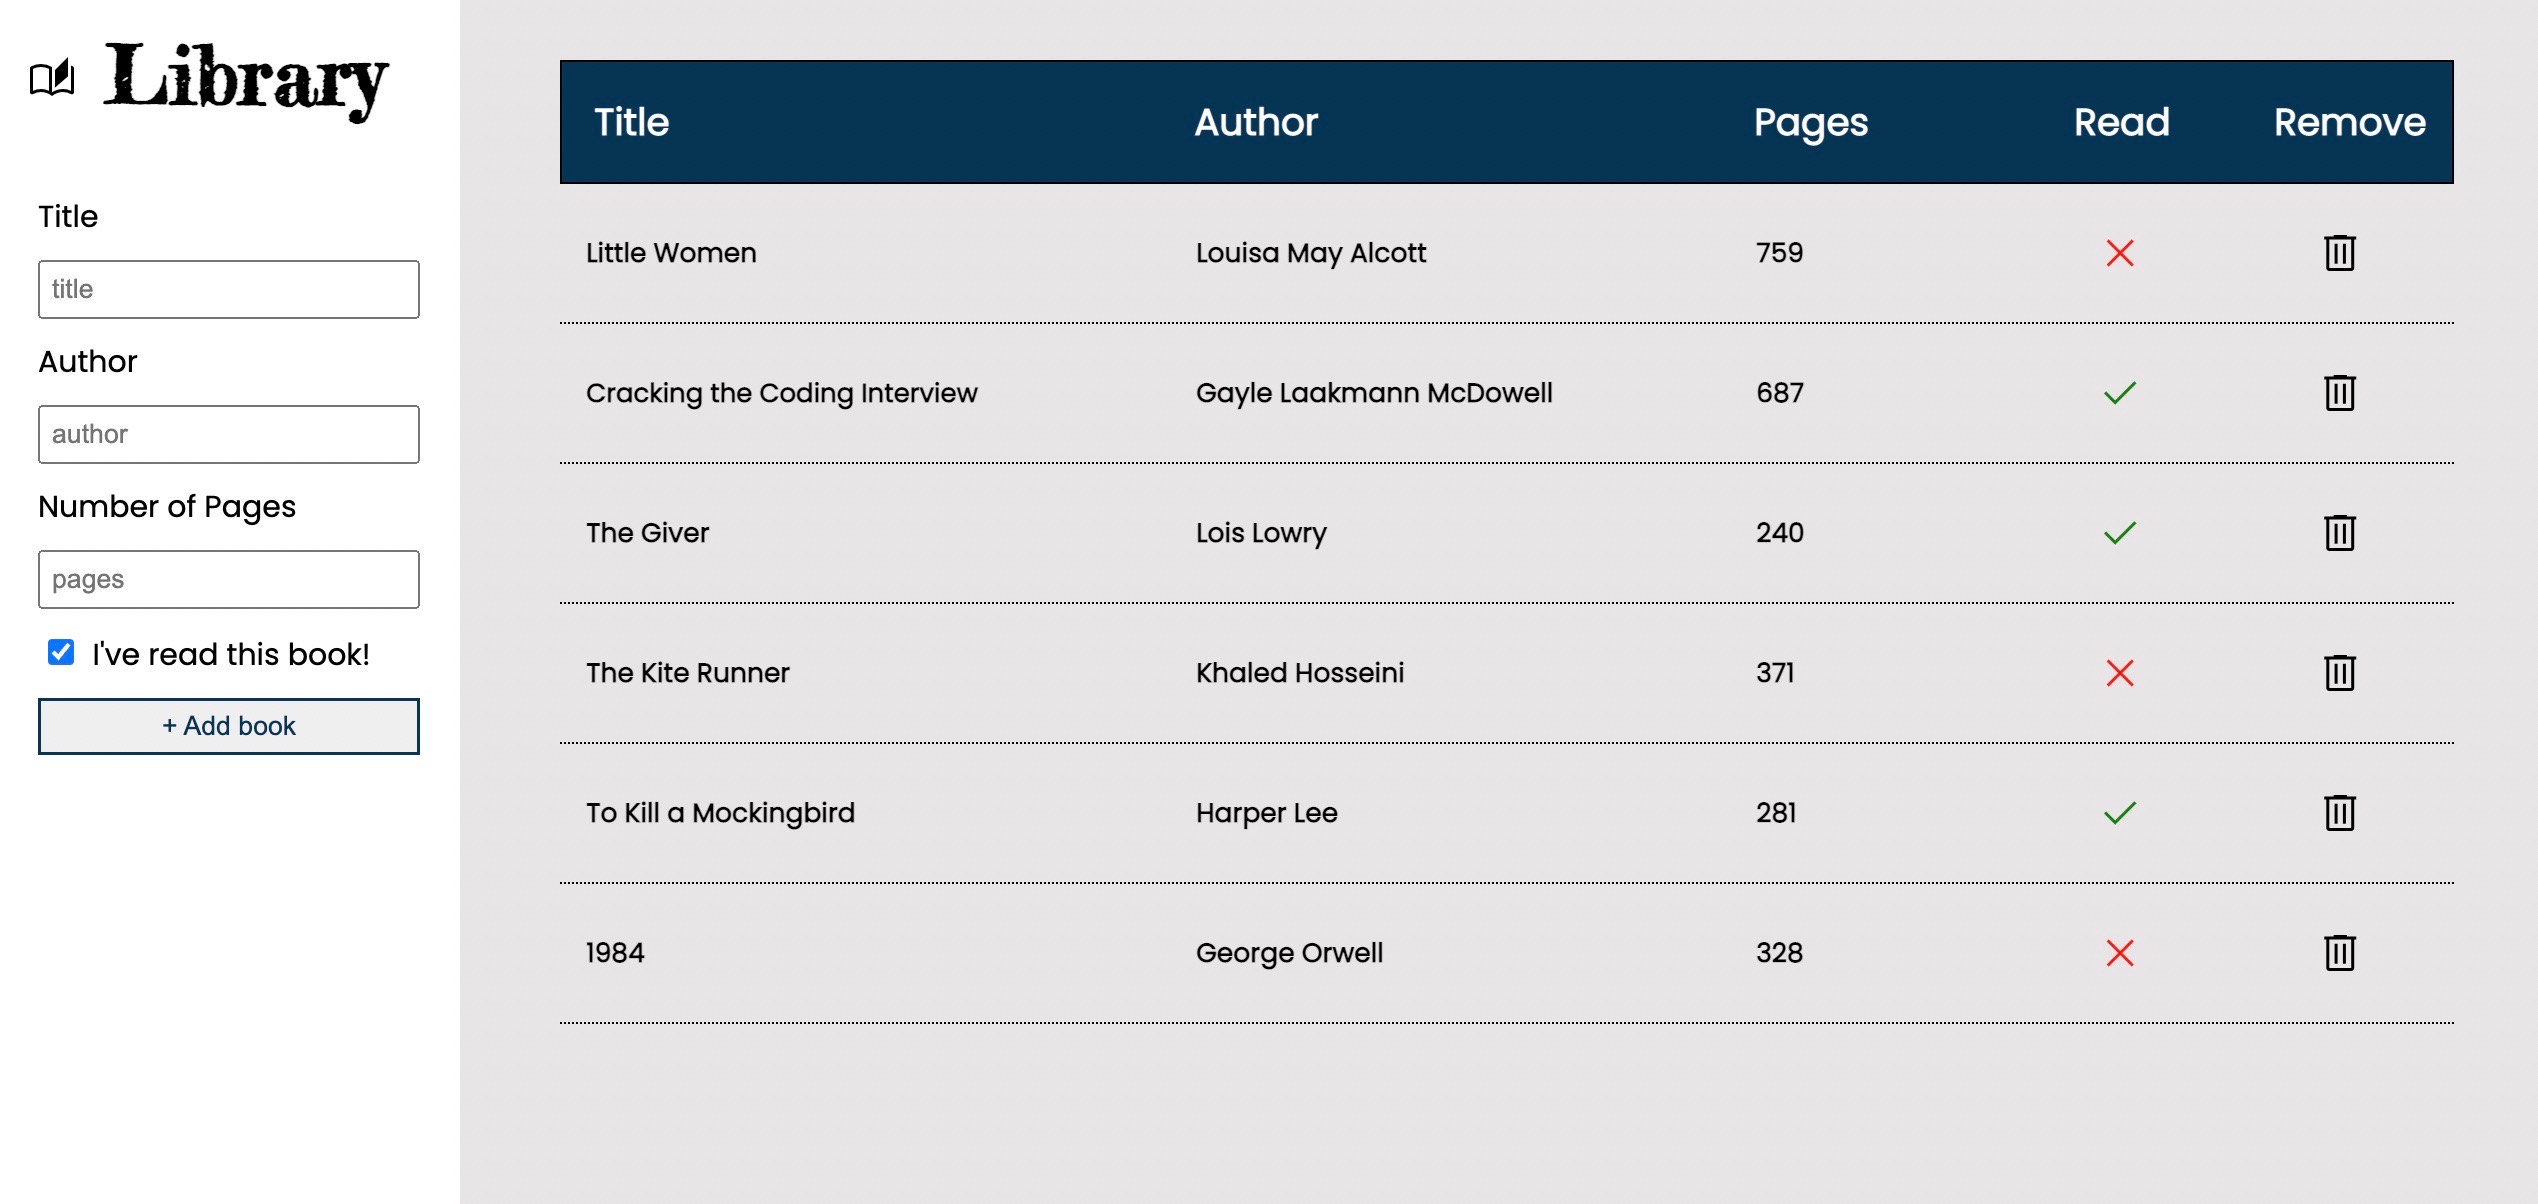 Library
Title
title
Author
author
Number of Pages
pages
I've read this book!
+ Add book
Title Author Pages Read Remove
Little Women Louisa May Alcott 759
Cracking the Coding Interview Gayle Laakmann McDowell 687
The Giver Lois Lowry 240
The Kite Runner Khaled Hosseini 371
To Kill a Mockingbird Harper Lee 281
1984 George Orwell 328